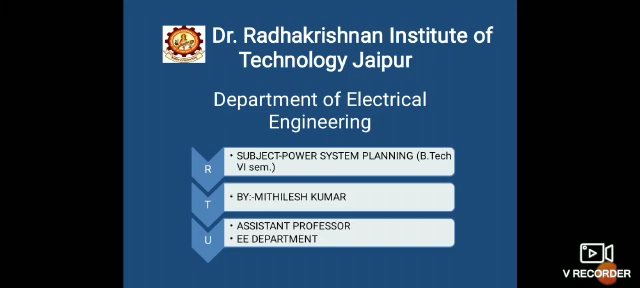 Dr. Radhakrishnan Institute of
Technology Jaipur
Department of Electrical
Engineering
R
• SUBJECT-POWER SYSTEM PLANNING (B.Tech
VI sem.)
T
• BY:-MITHILESH KUMAR
U
• ASSISTANT PROFESSOR
• EE DEPARTMENT
V RECORDER